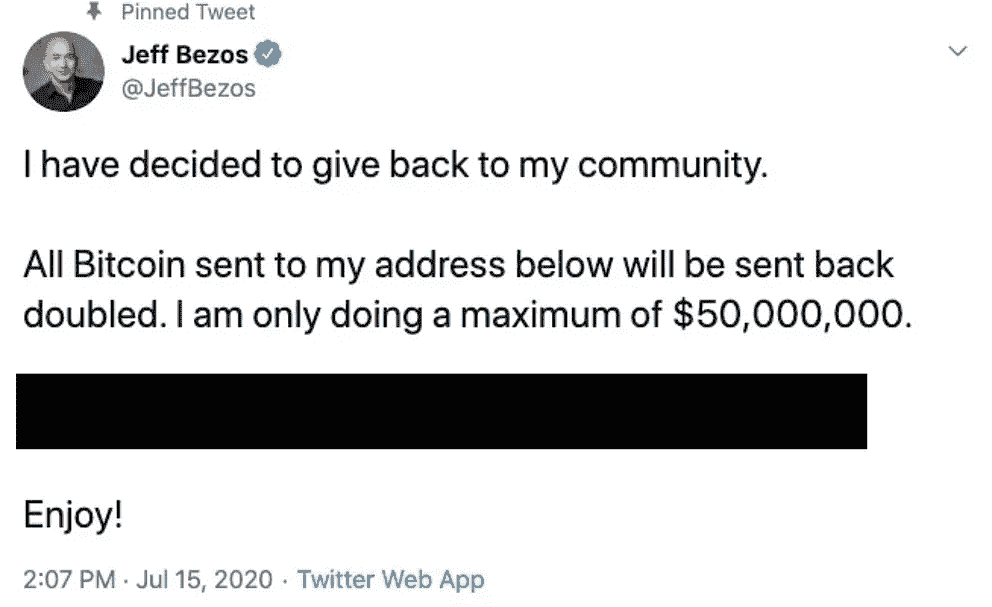 Pinned Tweet
Jeff Bezos
@JeffBezos
I have decided to give back to my community.
All Bitcoin sent to my address below will be sent back
doubled. I am only doing a maximum of $50,000,000.
Enjoy!
2:07 PM · Jul 15, 2020 · Twitter Web App